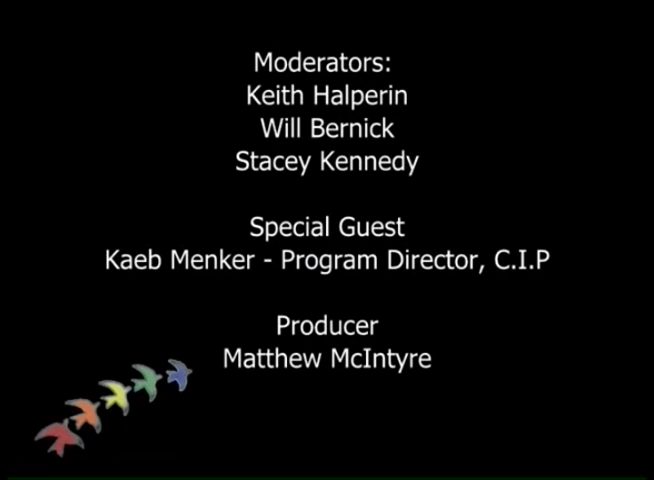 Moderators:
Keith Halperin
Will Bernick
Stacey Kennedy
Special Guest
Kaeb Menker - Program Director, C.I.P
Producer
Matthew McIntyre